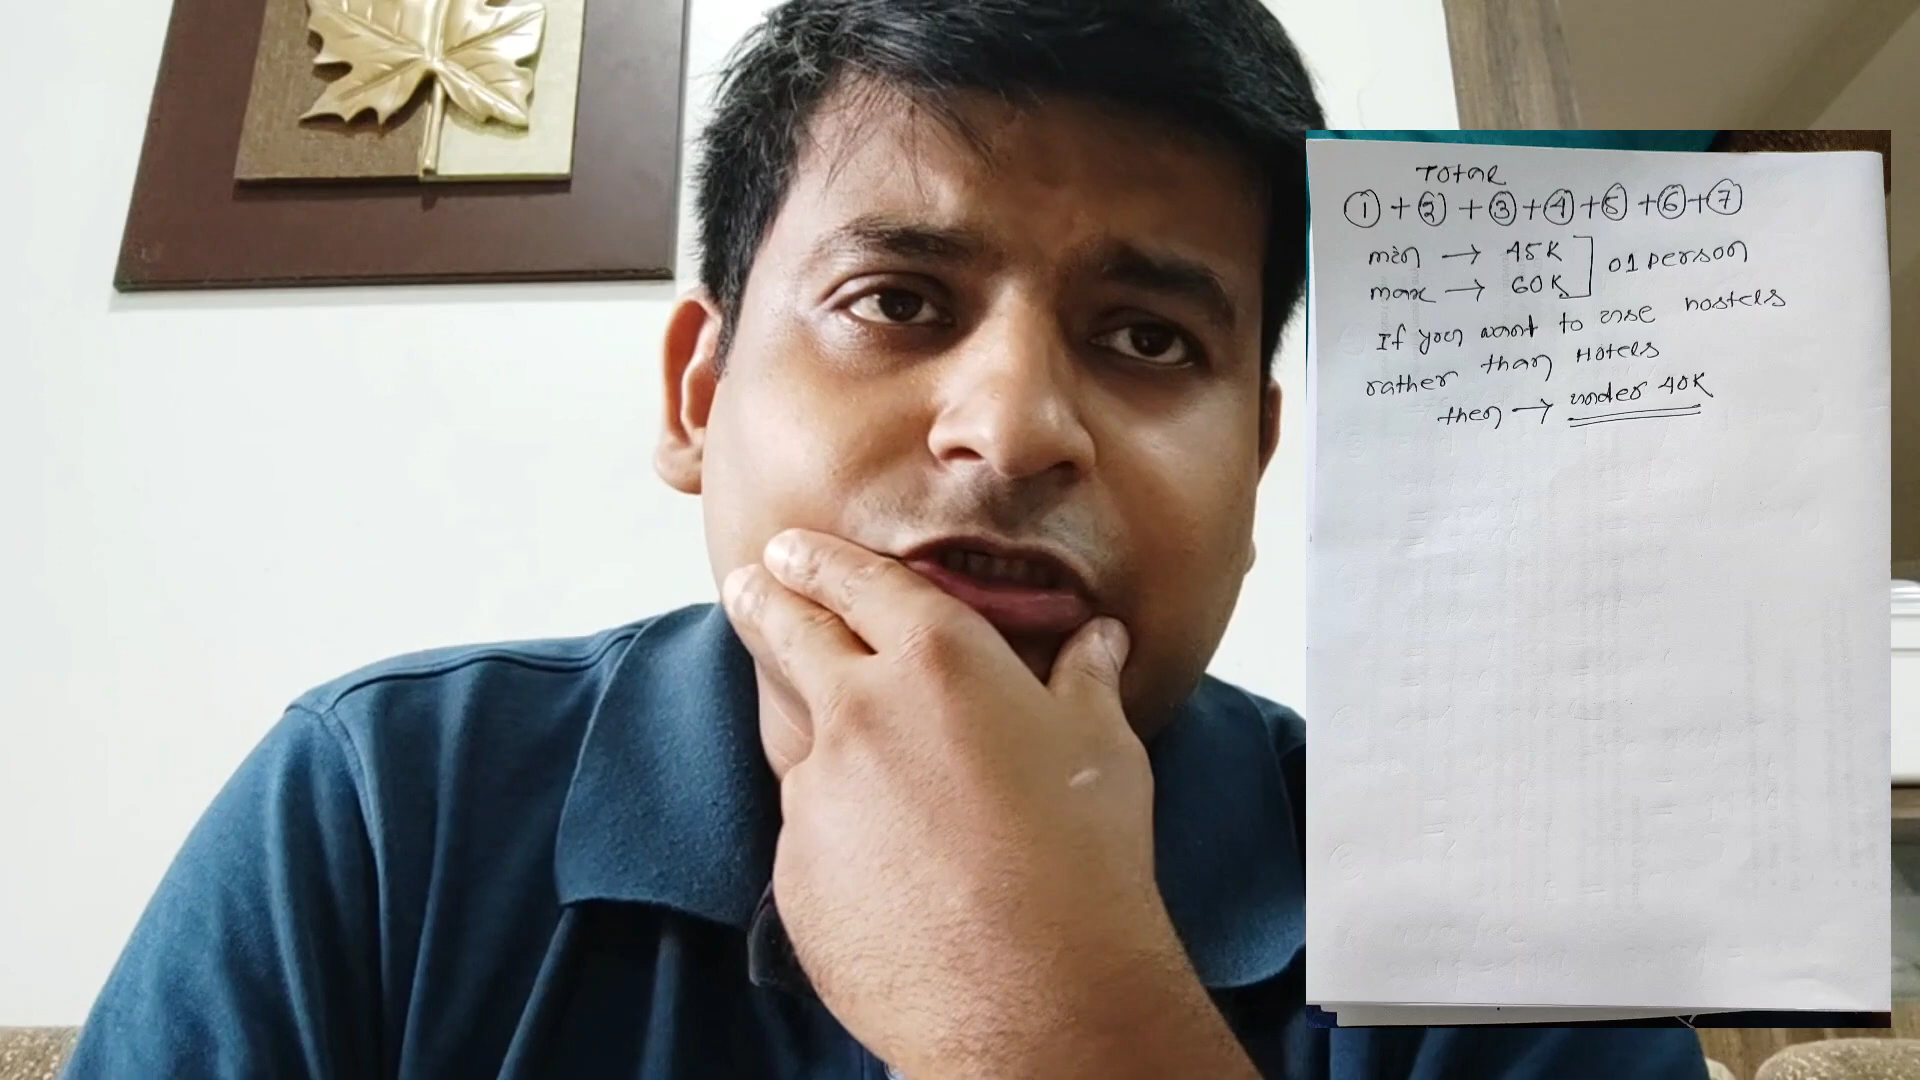 Total
① + ② + ③ + ④ + ⑤ + ⑥ + ⑦
min → 45K
max → 60K ] 01 person
If you want to use hostels
rather than Hotels
then → under 40K